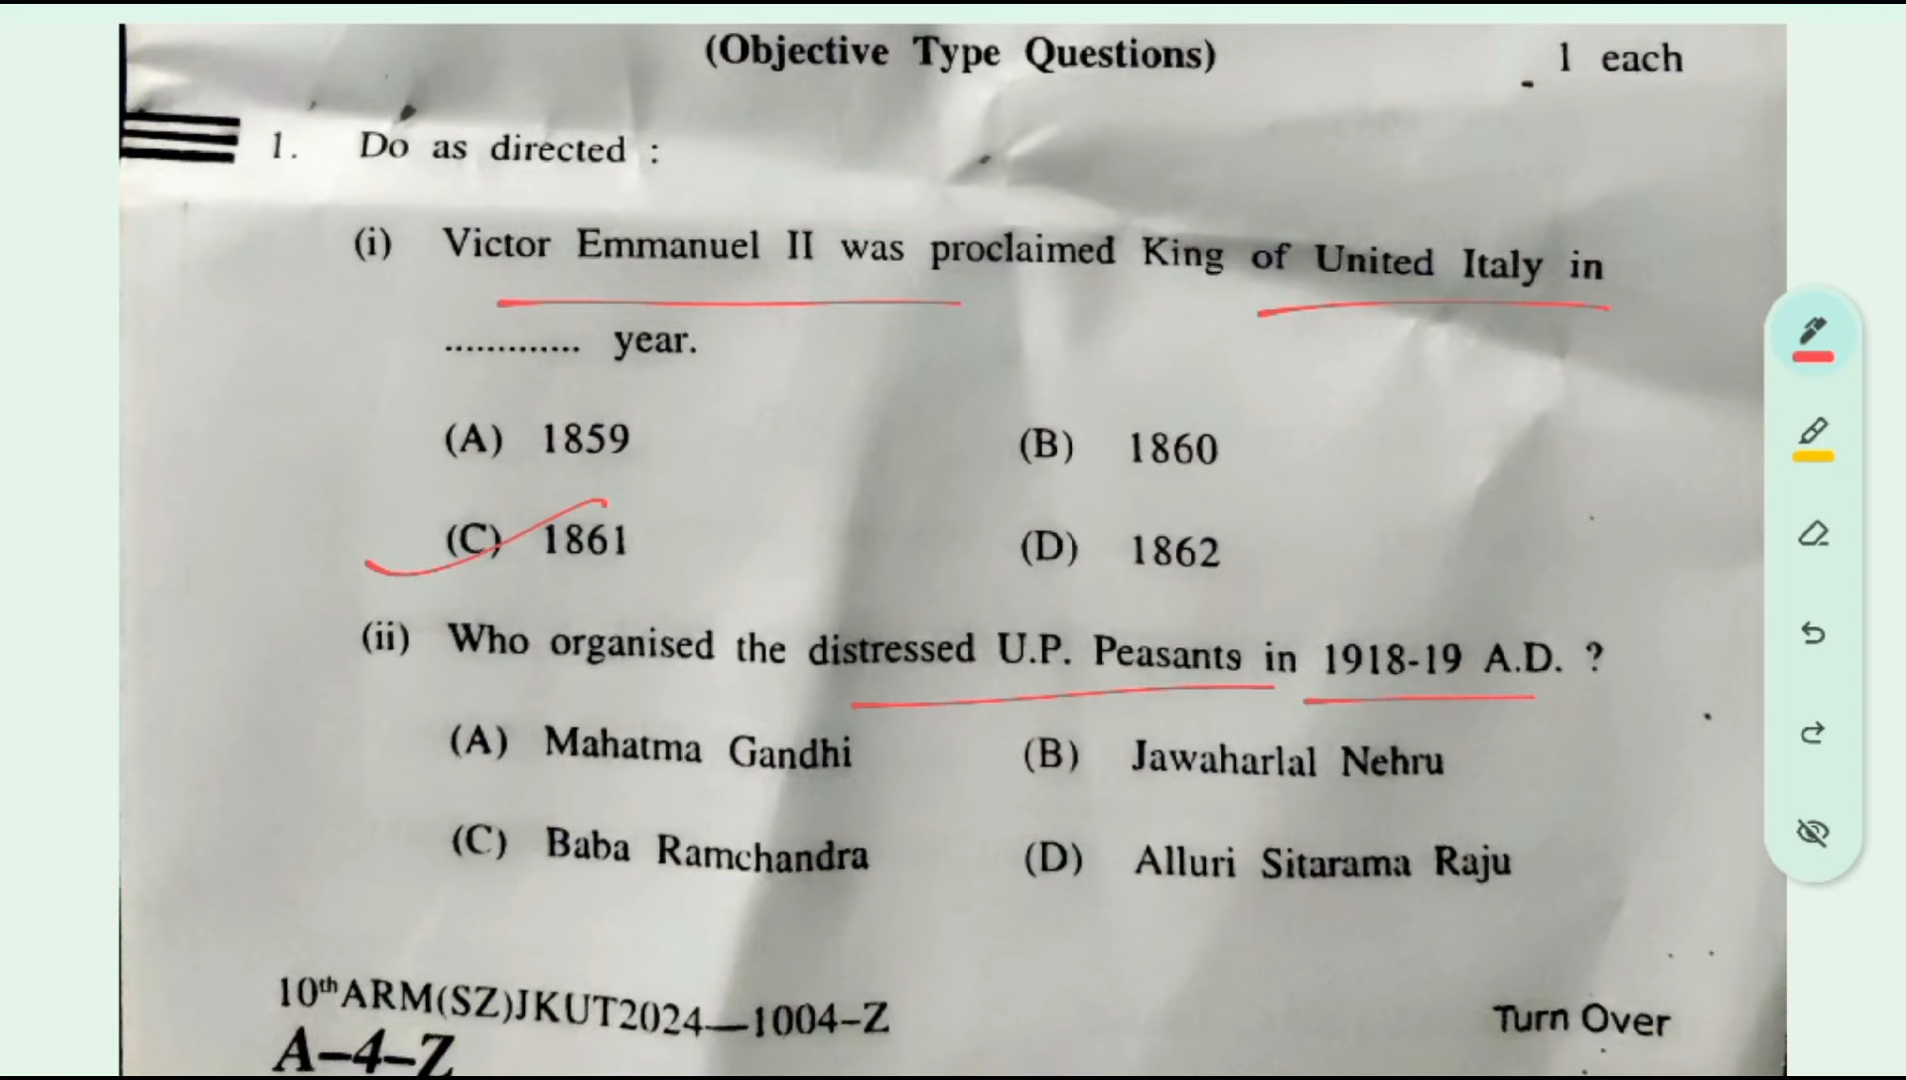 (Objective Type Questions) 1 each
1. Do as directed :
(i) Victor Emmanuel II was proclaimed King of United Italy in
............. year.
(A) 1859 (B) 1860
(C) 1861 (D) 1862
(ii) Who organised the distressed U.P. Peasants in 1918-19 A.D. ?
(A) Mahatma Gandhi (B) Jawaharlal Nehru
(C) Baba Ramchandra (D) Alluri Sitarama Raju
10th ARM(SZ)JKUT2024—1004-Z Turn Over
A-4-Z